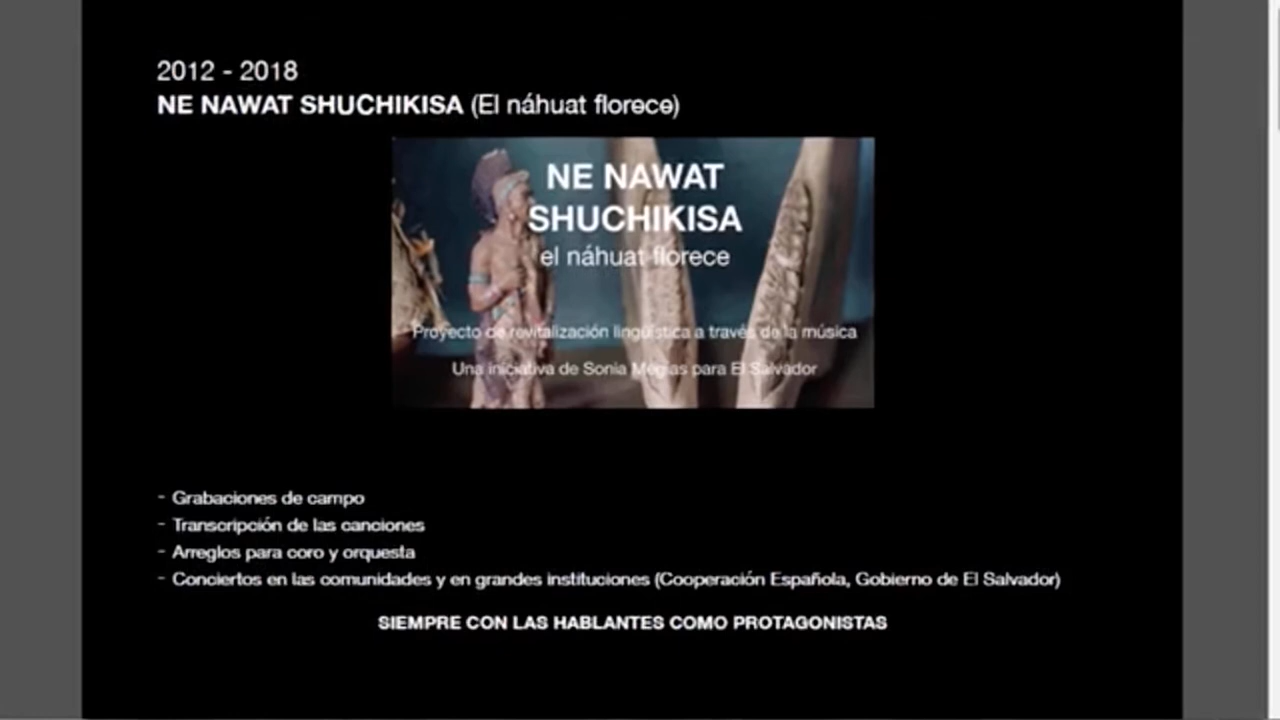 2012 - 2018
NE NAWAT SHUCHIKISA (El náhuat florece)
NE NAWAT
SHUCHIKISA
el náhuat florece
Proyecto de revitalización lingüística a través de la música
Una iniciativa de Sonia Megías para El Salvador
- Grabaciones de campo
- Transcripción de las canciones
- Arreglos para coro y orquesta
- Conciertos en las comunidades y en grandes instituciones (Cooperación Española, Gobierno de El Salvador)
SIEMPRE CON LAS HABLANTES COMO PROTAGONISTAS